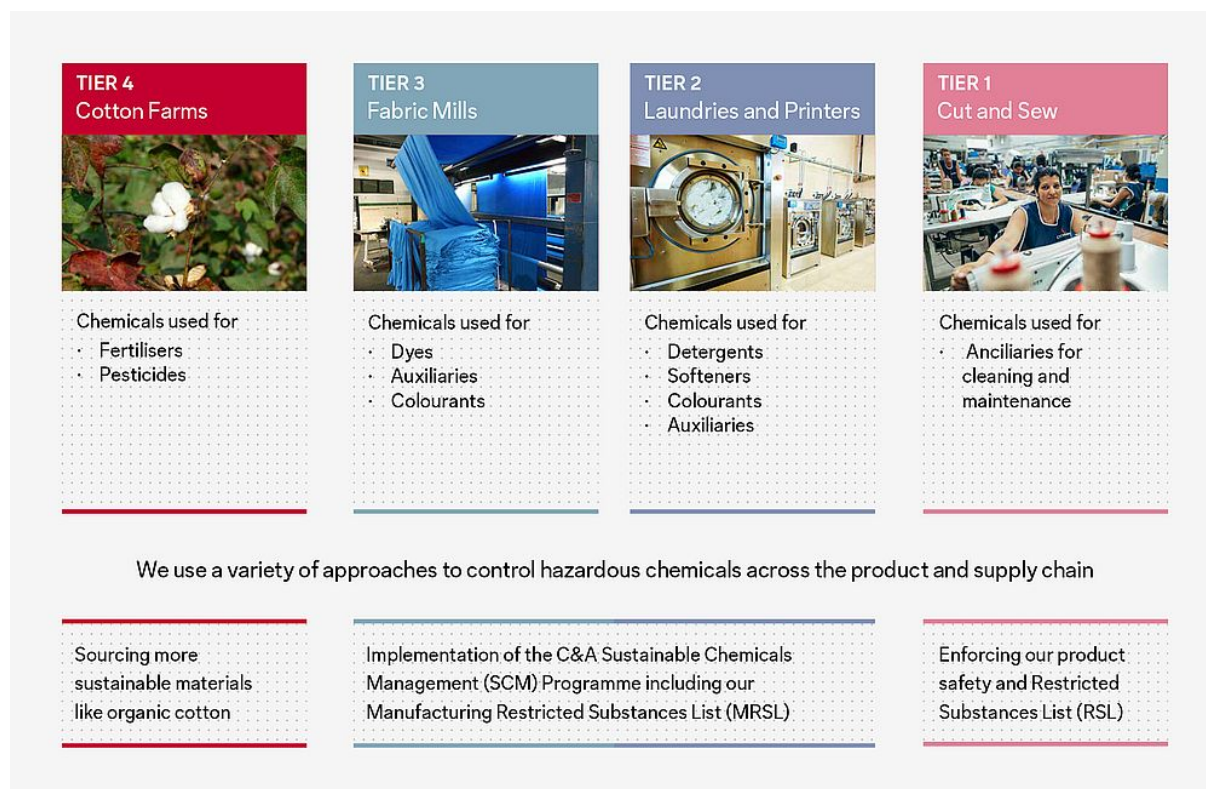 TIER 4
Cotton Farms
TIER 3
Fabric Mills
TIER 2
Laundries and Printers
TIER 1
Cut and Sew
Chemicals used for
· Fertilisers
· Pesticides
Chemicals used for
· Dyes
· Auxiliaries
· Colourants
Chemicals used for
· Detergents
· Softeners
· Colourants
· Auxiliaries
Chemicals used for
· Anciliaries for
cleaning and
maintenance
We use a variety of approaches to control hazardous chemicals across the product and supply chain
Sourcing more
sustainable materials
like organic cotton
Implementation of the C&A Sustainable Chemicals
Management (SCM) Programme including our
Manufacturing Restricted Substances List (MRSL)
Enforcing our product
safety and Restricted
Substances List (RSL)